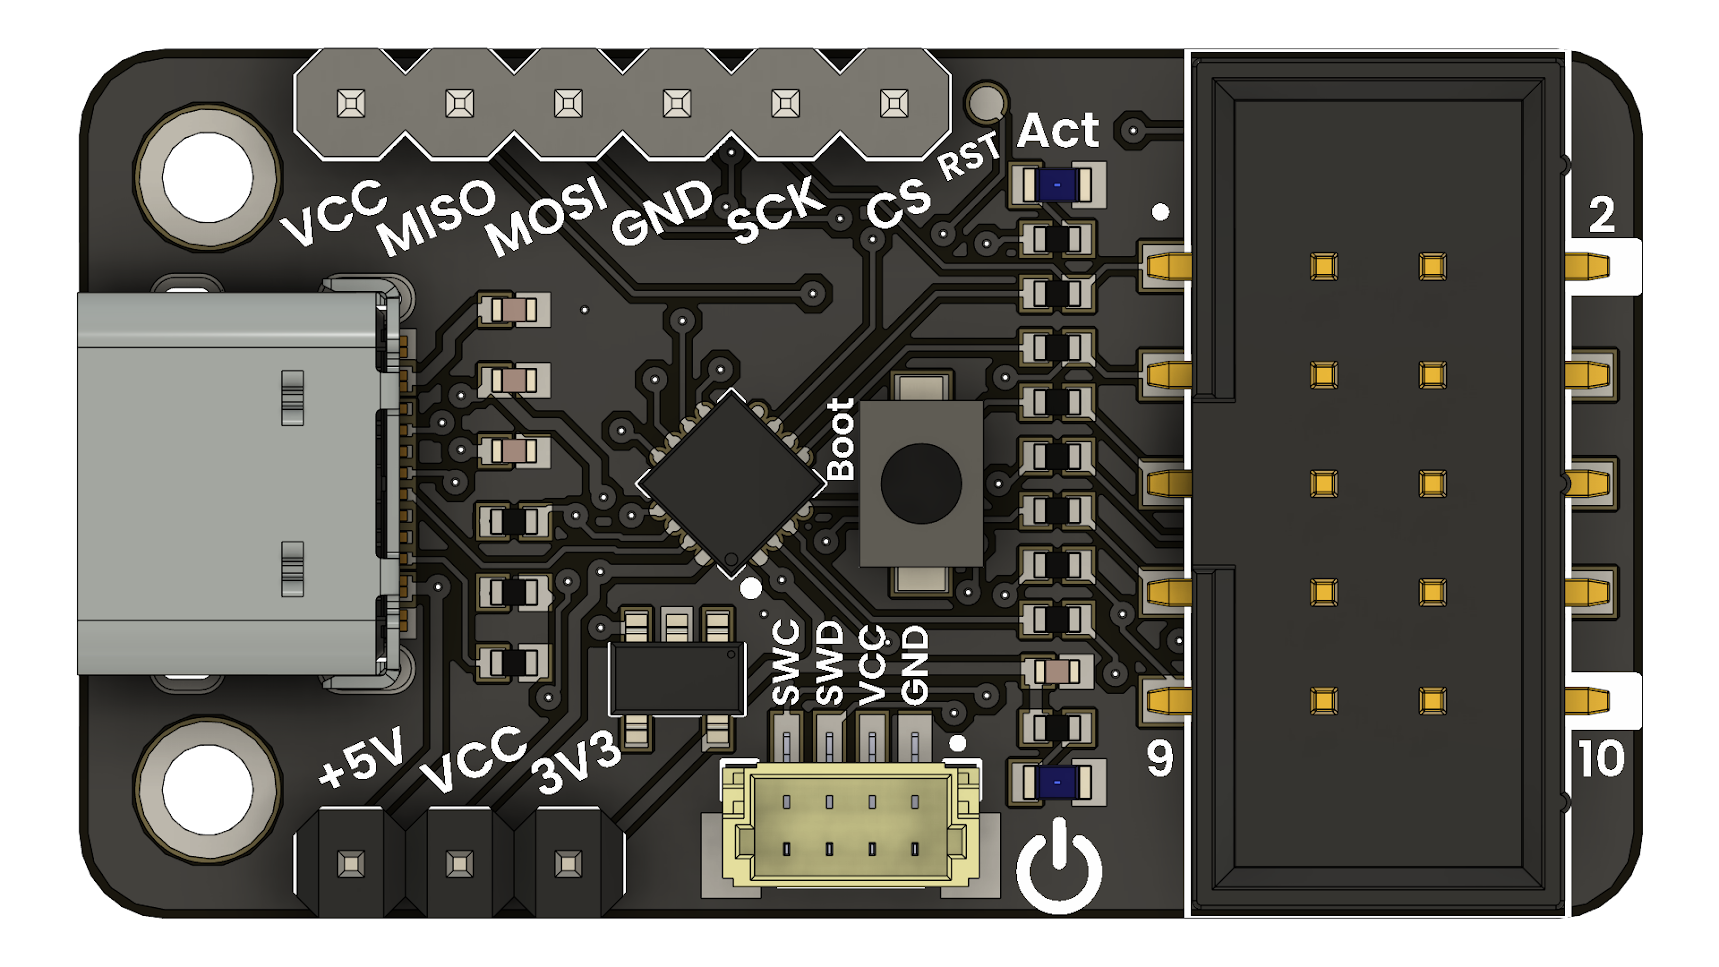 Act
RST
VCC
MISO
MOSI
GND
SCK
CS
2
Boot
SWC
SWD
VCC
GND
+5V
VCC
3V3
9
10